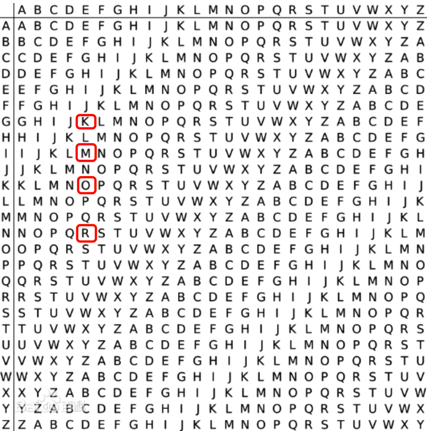 A B C D E F G H I J K L M N O P Q R S T U V W X Y Z
A A B C D E F G H I J K L M N O P Q R S T U V W X Y Z
B B C D E F G H I J K L M N O P Q R S T U V W X Y Z A
C C D E F G H I J K L M N O P Q R S T U V W X Y Z A B
D D E F G H I J K L M N O P Q R S T U V W X Y Z A B C
E E F G H I J K L M N O P Q R S T U V W X Y Z A B C D
F F G H I J K L M N O P Q R S T U V W X Y Z A B C D E
G G H I J K L M N O P Q R S T U V W X Y Z A B C D E F
H H I J K L M N O P Q R S T U V W X Y Z A B C D E F G
I I J K L M N O P Q R S T U V W X Y Z A B C D E F G H
J J K L M N O P Q R S T U V W X Y Z A B C D E F G H I
K K L M N O P Q R S T U V W X Y Z A B C D E F G H I J
L L M N O P Q R S T U V W X Y Z A B C D E F G H I J K
M M N O P Q R S T U V W X Y Z A B C D E F G H I J K L
N N O P Q R S T U V W X Y Z A B C D E F G H I J K L M
O O P Q R S T U V W X Y Z A B C D E F G H I J K L M N
P P Q R S T U V W X Y Z A B C D E F G H I J K L M N O
Q Q R S T U V W X Y Z A B C D E F G H I J K L M N O P
R R S T U V W X Y Z A B C D E F G H I J K L M N O P Q
S S T U V W X Y Z A B C D E F G H I J K L M N O P Q R
T T U V W X Y Z A B C D E F G H I J K L M N O P Q R S
U U V W X Y Z A B C D E F G H I J K L M N O P Q R S T
V V W X Y Z A B C D E F G H I J K L M N O P Q R S T U
W W X Y Z A B C D E F G H I J K L M N O P Q R S T U V
X X Y Z A B C D E F G H I J K L M N O P Q R S T U V W
Y Y Z A B C D E F G H I J K L M N O P Q R S T U V W X
Z Z A B C D E F G H I J K L M N O P Q R S T U V W X Y